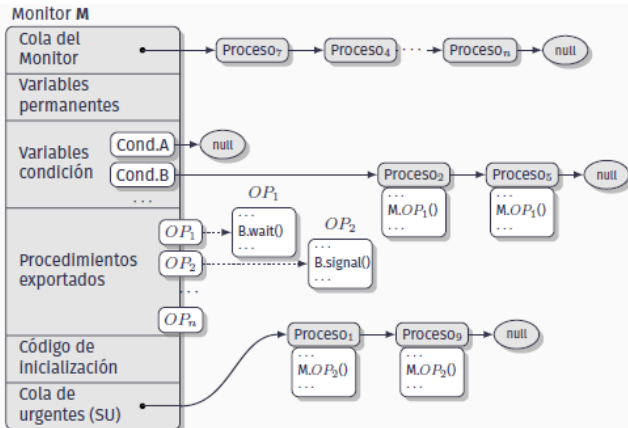 Monitor M
Cola del
Monitor
Proceso₇
Proceso₄
...
Procesoₙ
null
Variables
permanentes
Variables
condición
Cond.A
null
Cond.B
...
Proceso₂
...
M.OP₁()
...
Proceso₅
...
M.OP₁()
...
null
Procedimientos
exportados
OP₁
OP₂
...
OPₙ
OP₁
...
B.wait()
...
OP₂
...
B.signal()
...
Código de
Inicialización
Cola de
urgentes (SU)
Proceso₁
...
M.OP₂()
...
Proceso₉
...
M.OP₂()
...
null